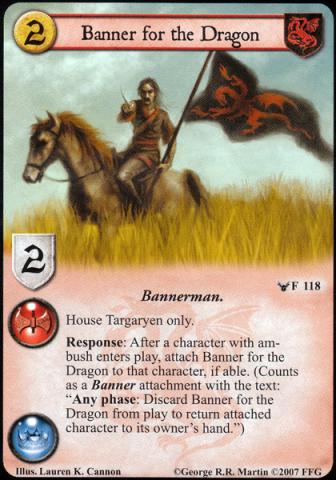 2
Banner for the Dragon
2
F 118
Bannerman.
House Targaryen only.
Response: After a character with am-
bush enters play, attach Banner for the
Dragon to that character, if able. (Counts
as a Banner attachment with the text:
“Any phase: Discard Banner for the
Dragon from play to return attached
character to its owner’s hand.”)
Illus. Lauren K. Cannon ©George R.R. Martin ©2007 FFG